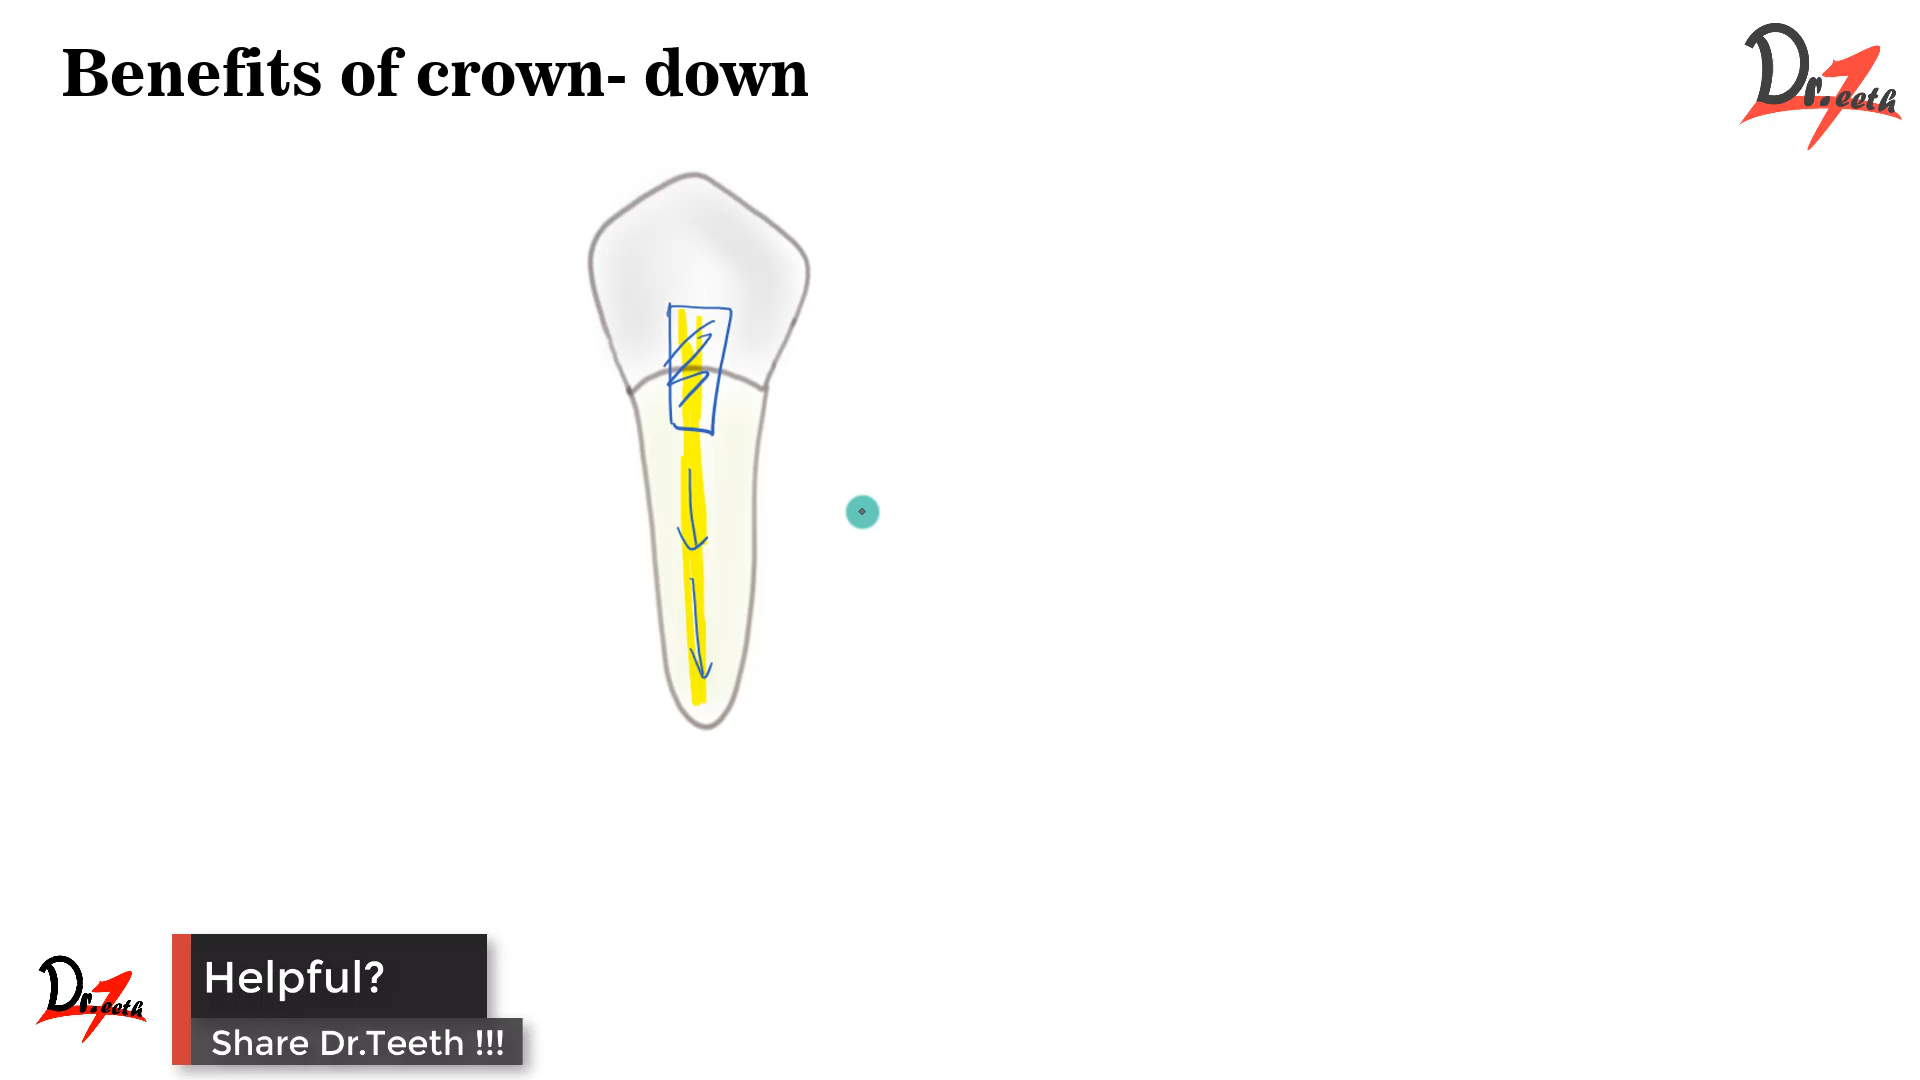 Benefits of crown- down
Dr.Teeth
Dr.Teeth
Helpful?
Share Dr.Teeth !!!